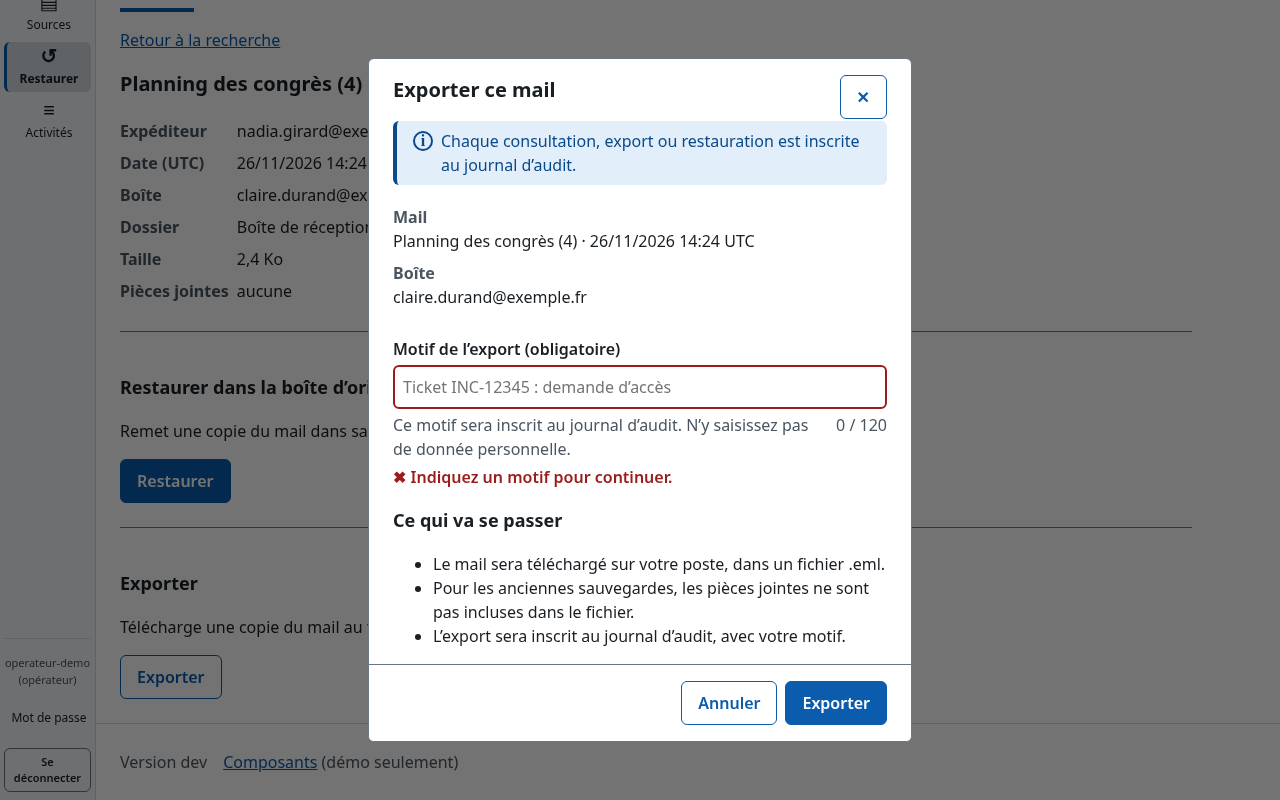 Sources
Restaurer
Activités
operateur-demo
(opérateur)
Mot de passe
Se
déconnecter
Retour à la recherche
Planning des congrès (4)
Expéditeur nadia.girard@exe
Date (UTC) 26/11/2026 14:24
Boîte claire.durand@ex
Dossier Boîte de réception
Taille 2,4 Ko
Pièces jointes aucune
Restaurer dans la boîte d’ori
Remet une copie du mail dans sa
Restaurer
Exporter
Télécharge une copie du mail au
Exporter
Version dev Composants (démo seulement)
Exporter ce mail
×
Chaque consultation, export ou restauration est inscrite
au journal d’audit.
Mail
Planning des congrès (4) · 26/11/2026 14:24 UTC
Boîte
claire.durand@exemple.fr
Motif de l’export (obligatoire)
Ticket INC-12345 : demande d’accès
Ce motif sera inscrit au journal d’audit. N’y saisissez pas 0 / 120
de donnée personnelle.
✖ Indiquez un motif pour continuer.
Ce qui va se passer
• Le mail sera téléchargé sur votre poste, dans un fichier .eml.
• Pour les anciennes sauvegardes, les pièces jointes ne sont
pas incluses dans le fichier.
• L’export sera inscrit au journal d’audit, avec votre motif.
Annuler Exporter